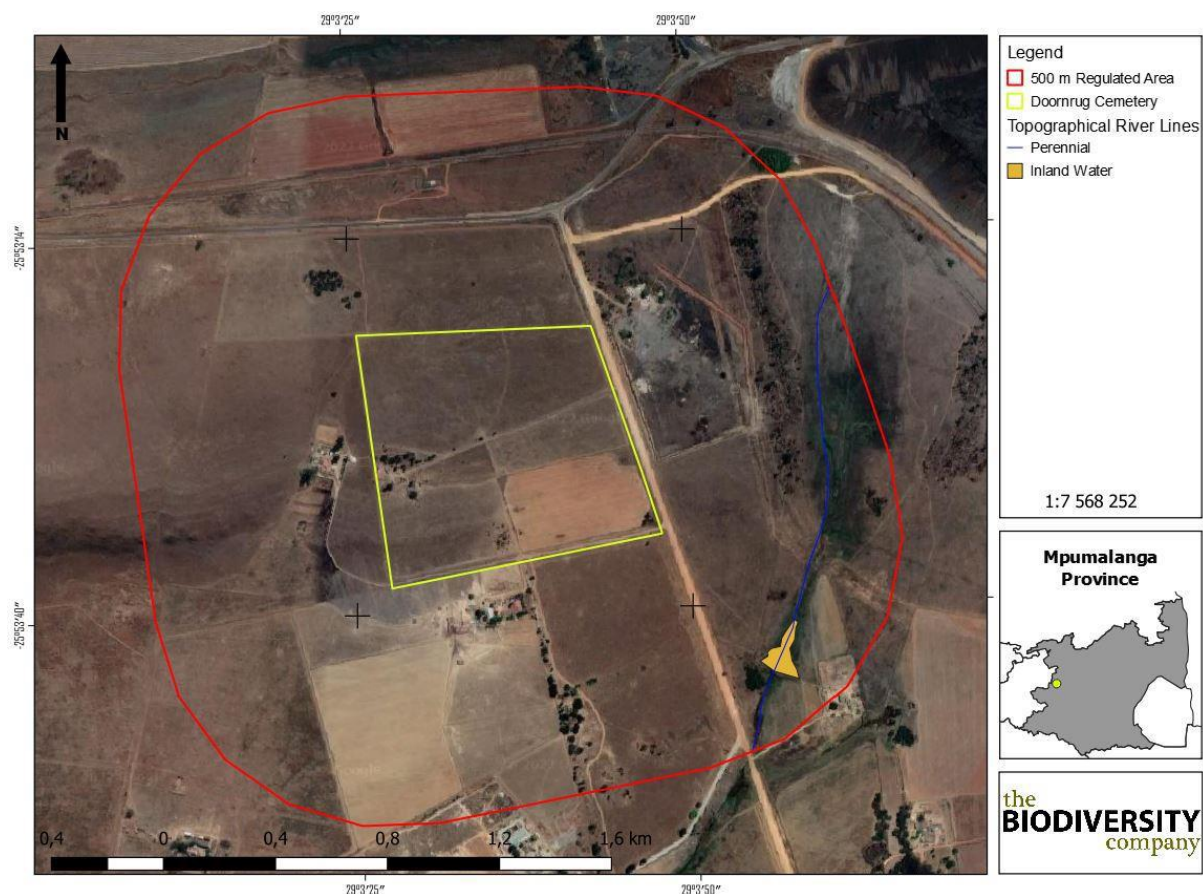 29°3′25″
29°3′50″
-25°53′14″
-25°53′40″
N
0,4
0
0,4
0,8
1,2
1,6 km
29°3′25″
29°3′50″
Legend
500 m Regulated Area
Doornrug Cemetery
Topographical River Lines
Perennial
Inland Water
1:7 568 252
Mpumalanga
Province
the
BIODIVERSITY
company